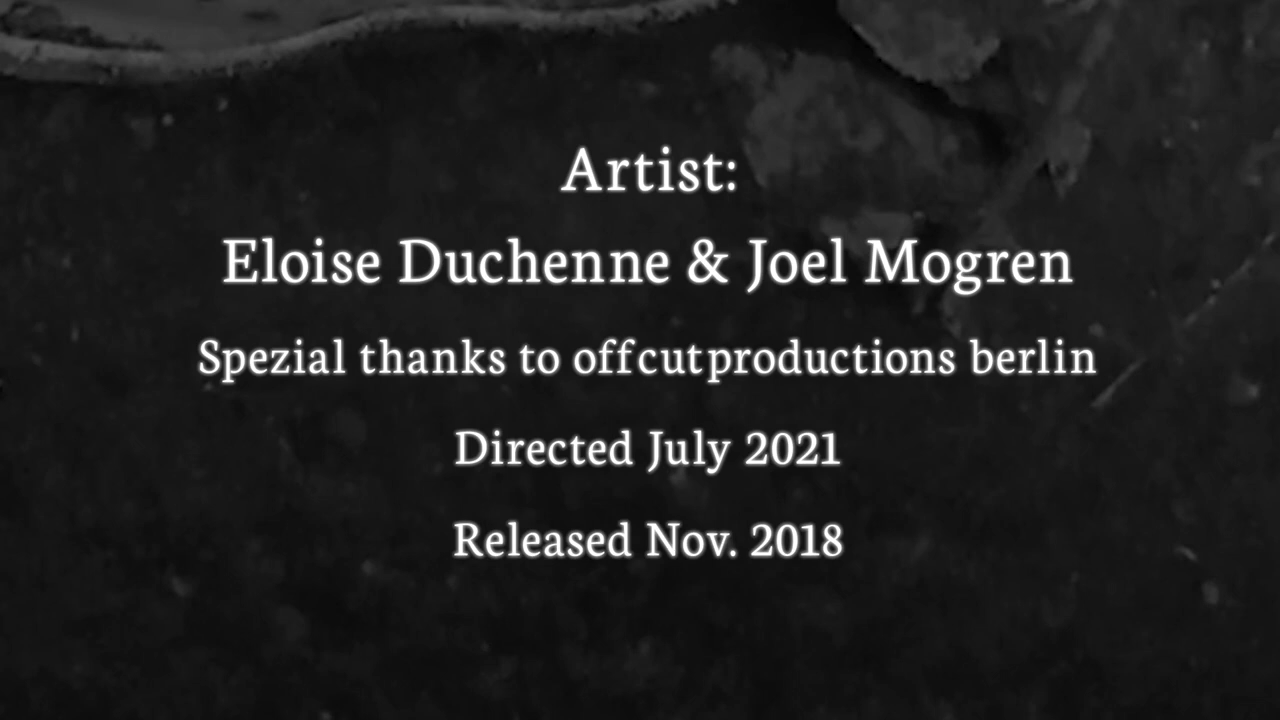 Artist:
Eloise Duchenne & Joel Mogren
Spezial thanks to offcutproductions berlin
Directed July 2021
Released Nov. 2018